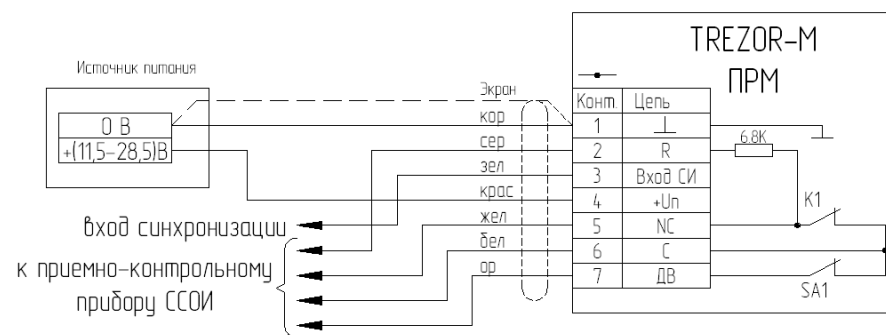 TREZOR-M
ПРМ
Источник питания
0 В
+(11,5-28,5)В
Экран
кор
сер
зел
крас
жел
бел
ор
Конт. Цепь
1 ⊥
2 R
3 Вход СИ
4 +Uп
5 NC
6 C
7 ДВ
6.8К
К1
SA1
вход синхронизации
к приемно-контрольному
прибору ССОИ